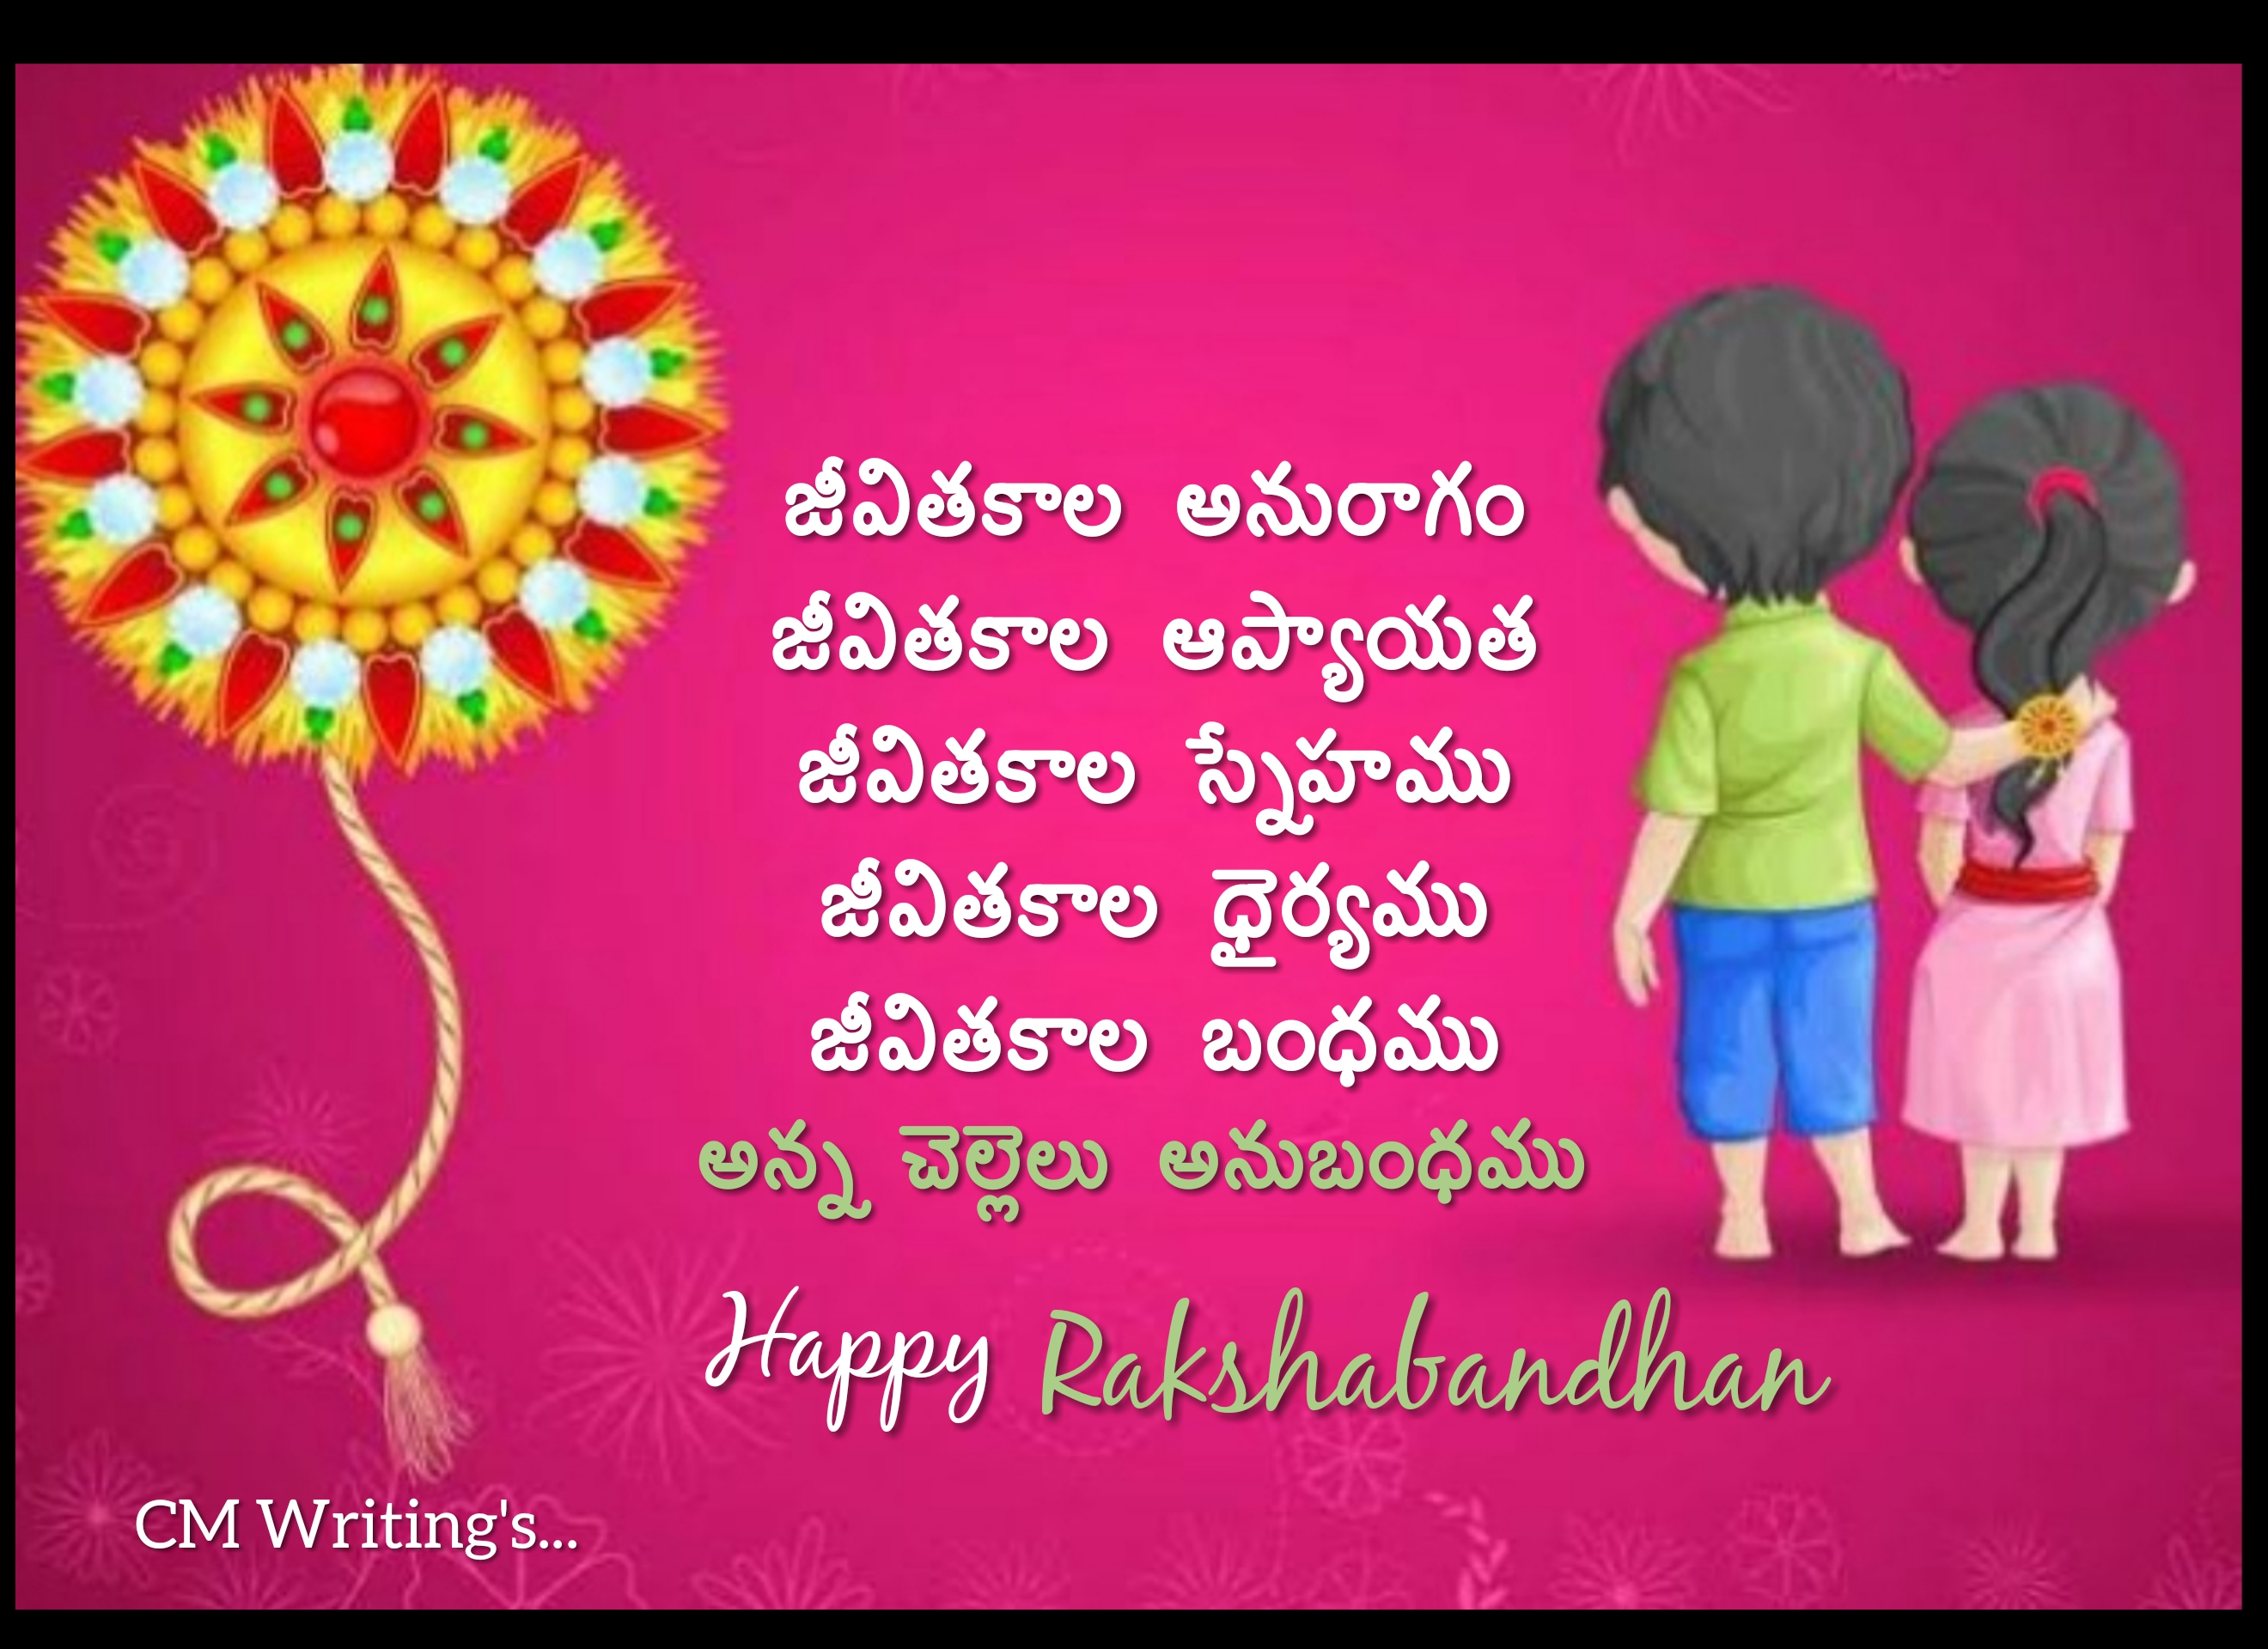 జీవితకాల అనురాగం
జీవితకాల ఆప్యాయత
జీవితకాల స్నేహము
జీవితకాల ధైర్యము
జీవితకాల బంధము
అన్న చెల్లెలు అనుబంధము
Happy Rakshabandhan
CM Writing's...